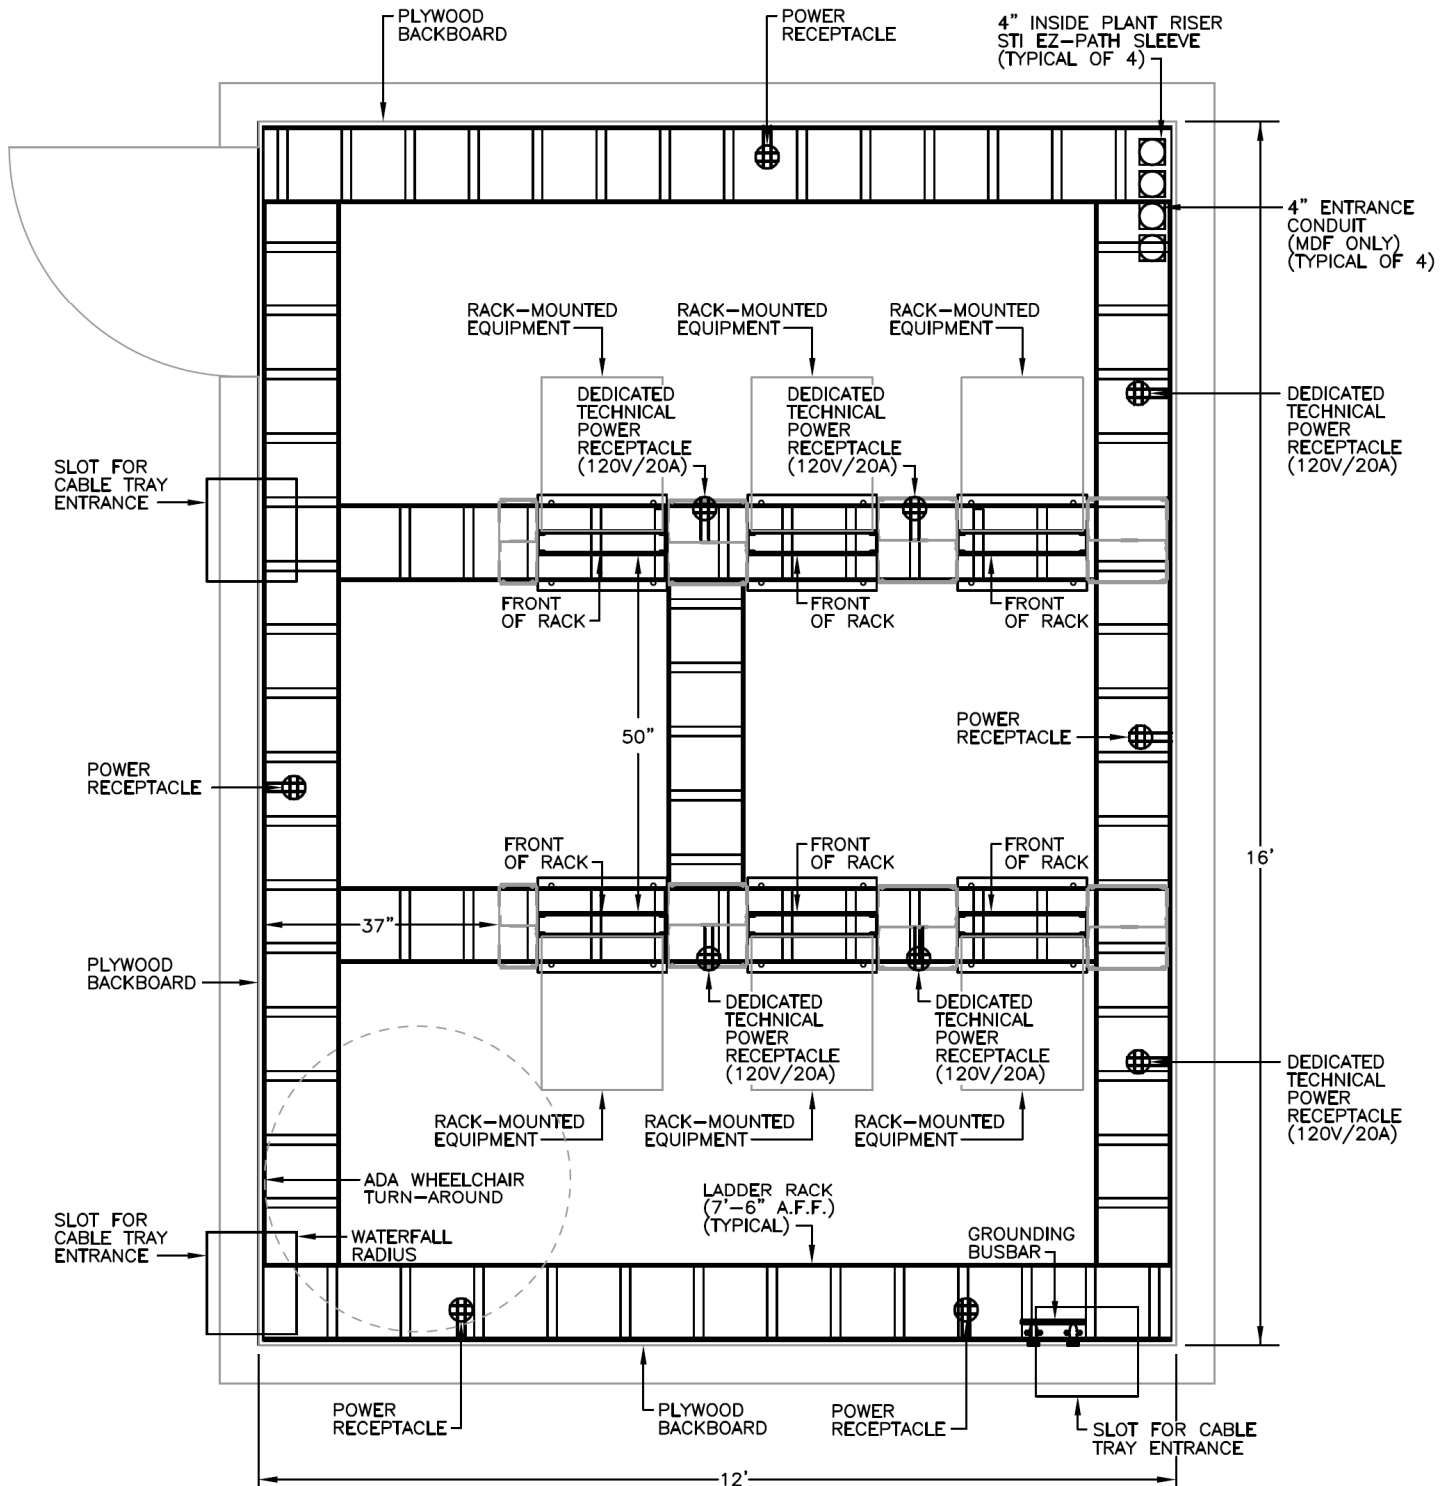 PLYWOOD
BACKBOARD
POWER
RECEPTACLE
4" INSIDE PLANT RISER
STI EZ-PATH SLEEVE
(TYPICAL OF 4)
4" ENTRANCE
CONDUIT
(MDF ONLY)
(TYPICAL OF 4)
RACK-MOUNTED
EQUIPMENT
RACK-MOUNTED
EQUIPMENT
RACK-MOUNTED
EQUIPMENT
DEDICATED
TECHNICAL
POWER
RECEPTACLE
(120V/20A)
DEDICATED
TECHNICAL
POWER
RECEPTACLE
(120V/20A)
DEDICATED
TECHNICAL
POWER
RECEPTACLE
(120V/20A)
SLOT FOR
CABLE TRAY
ENTRANCE
FRONT
OF RACK
FRONT
OF RACK
FRONT
OF RACK
50"
POWER
RECEPTACLE
POWER
RECEPTACLE
FRONT
OF RACK
FRONT
OF RACK
FRONT
OF RACK
16'
37"
PLYWOOD
BACKBOARD
DEDICATED
TECHNICAL
POWER
RECEPTACLE
(120V/20A)
DEDICATED
TECHNICAL
POWER
RECEPTACLE
(120V/20A)
DEDICATED
TECHNICAL
POWER
RECEPTACLE
(120V/20A)
RACK-MOUNTED
EQUIPMENT
RACK-MOUNTED
EQUIPMENT
RACK-MOUNTED
EQUIPMENT
ADA WHEELCHAIR
TURN-AROUND
LADDER RACK
(7'-6" A.F.F.)
(TYPICAL)
SLOT FOR
CABLE TRAY
ENTRANCE
WATERFALL
RADIUS
GROUNDING
BUSBAR
POWER
RECEPTACLE
PLYWOOD
BACKBOARD
POWER
RECEPTACLE
SLOT FOR CABLE
TRAY ENTRANCE
12'